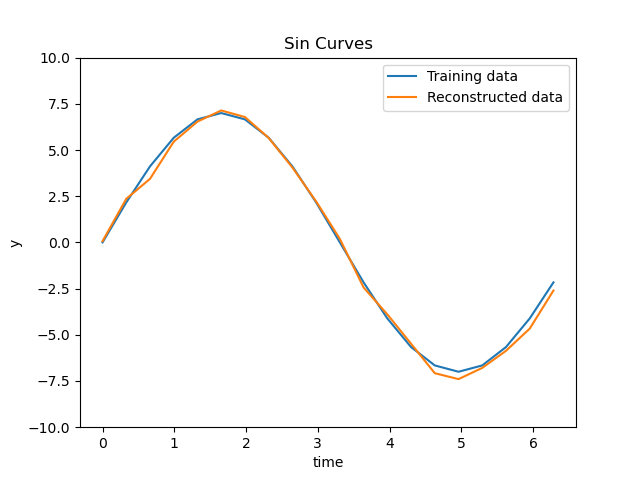 Sin Curves
Training data
Reconstructed data
10.0
7.5
5.0
2.5
0.0
−2.5
−5.0
−7.5
−10.0
y
0 1 2 3 4 5 6
time